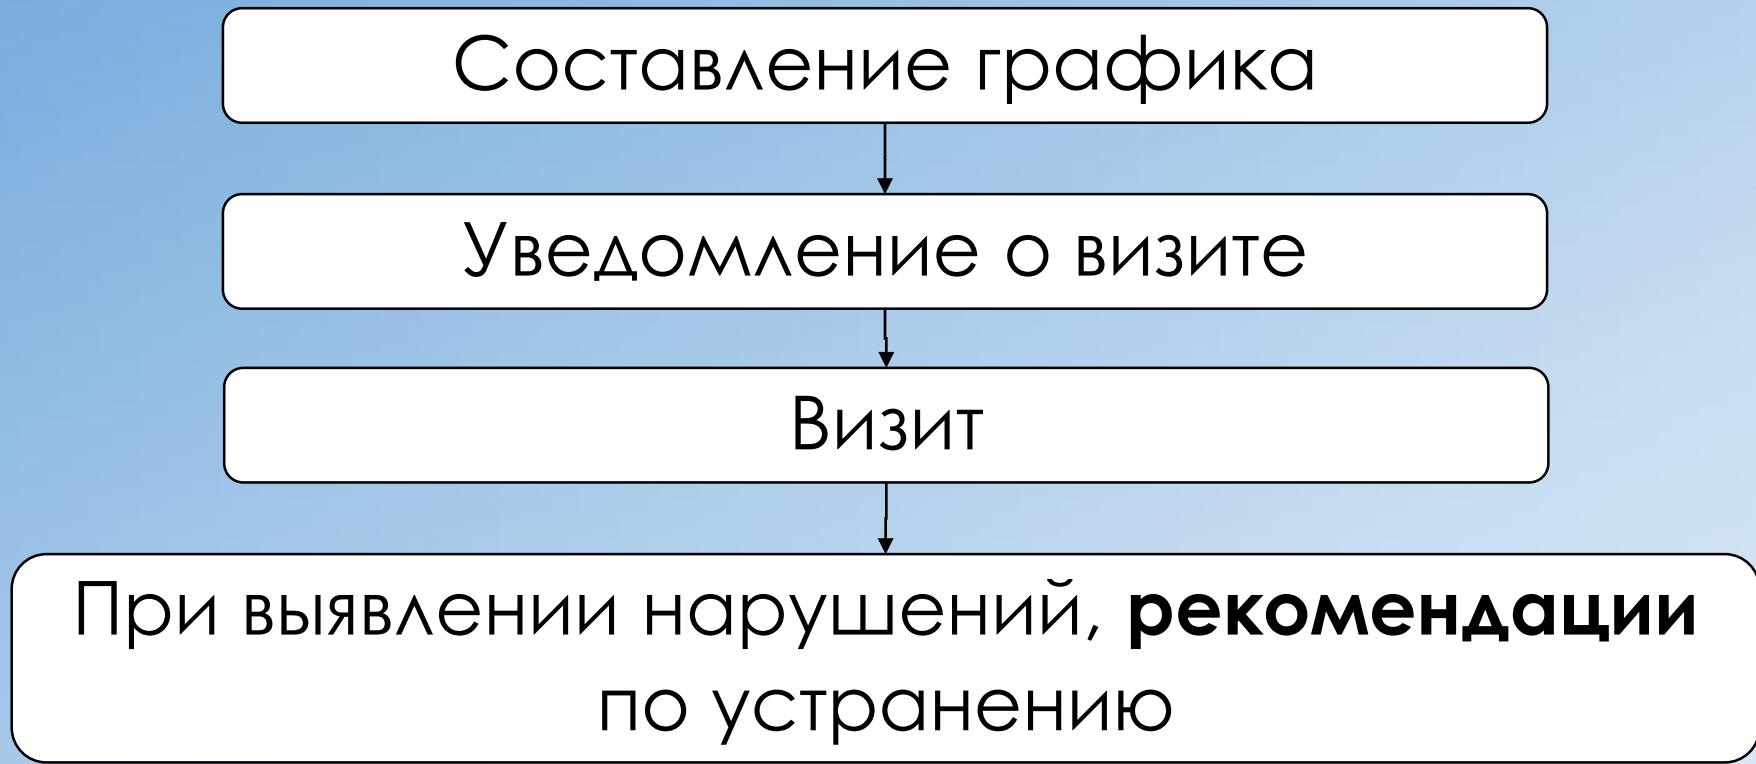 Составление графика
Уведомление о визите
Визит
При выявлении нарушений, рекомендации
по устранению